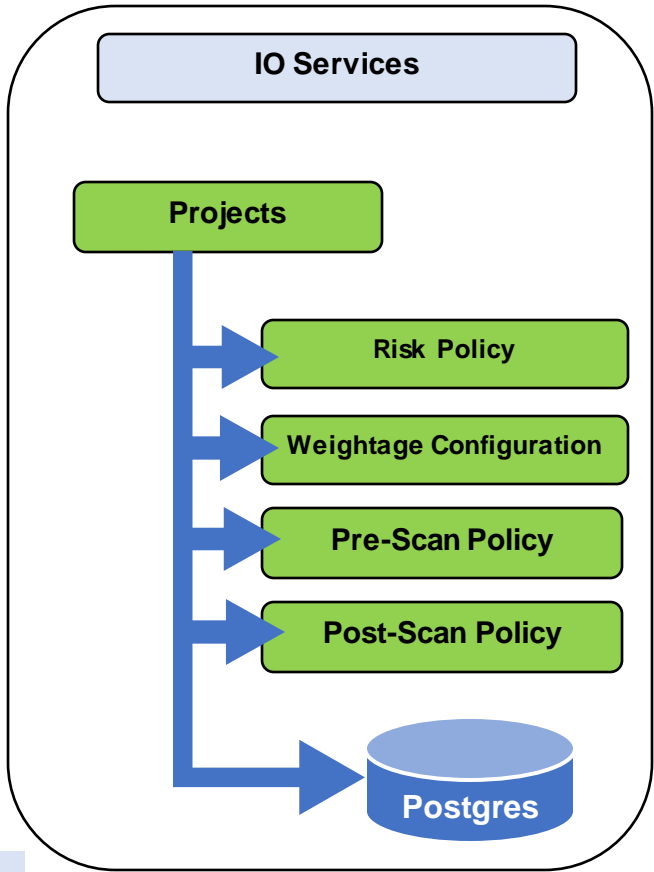 IO Services
Projects
Risk Policy
Weightage Configuration
Pre-Scan Policy
Post-Scan Policy
Postgres